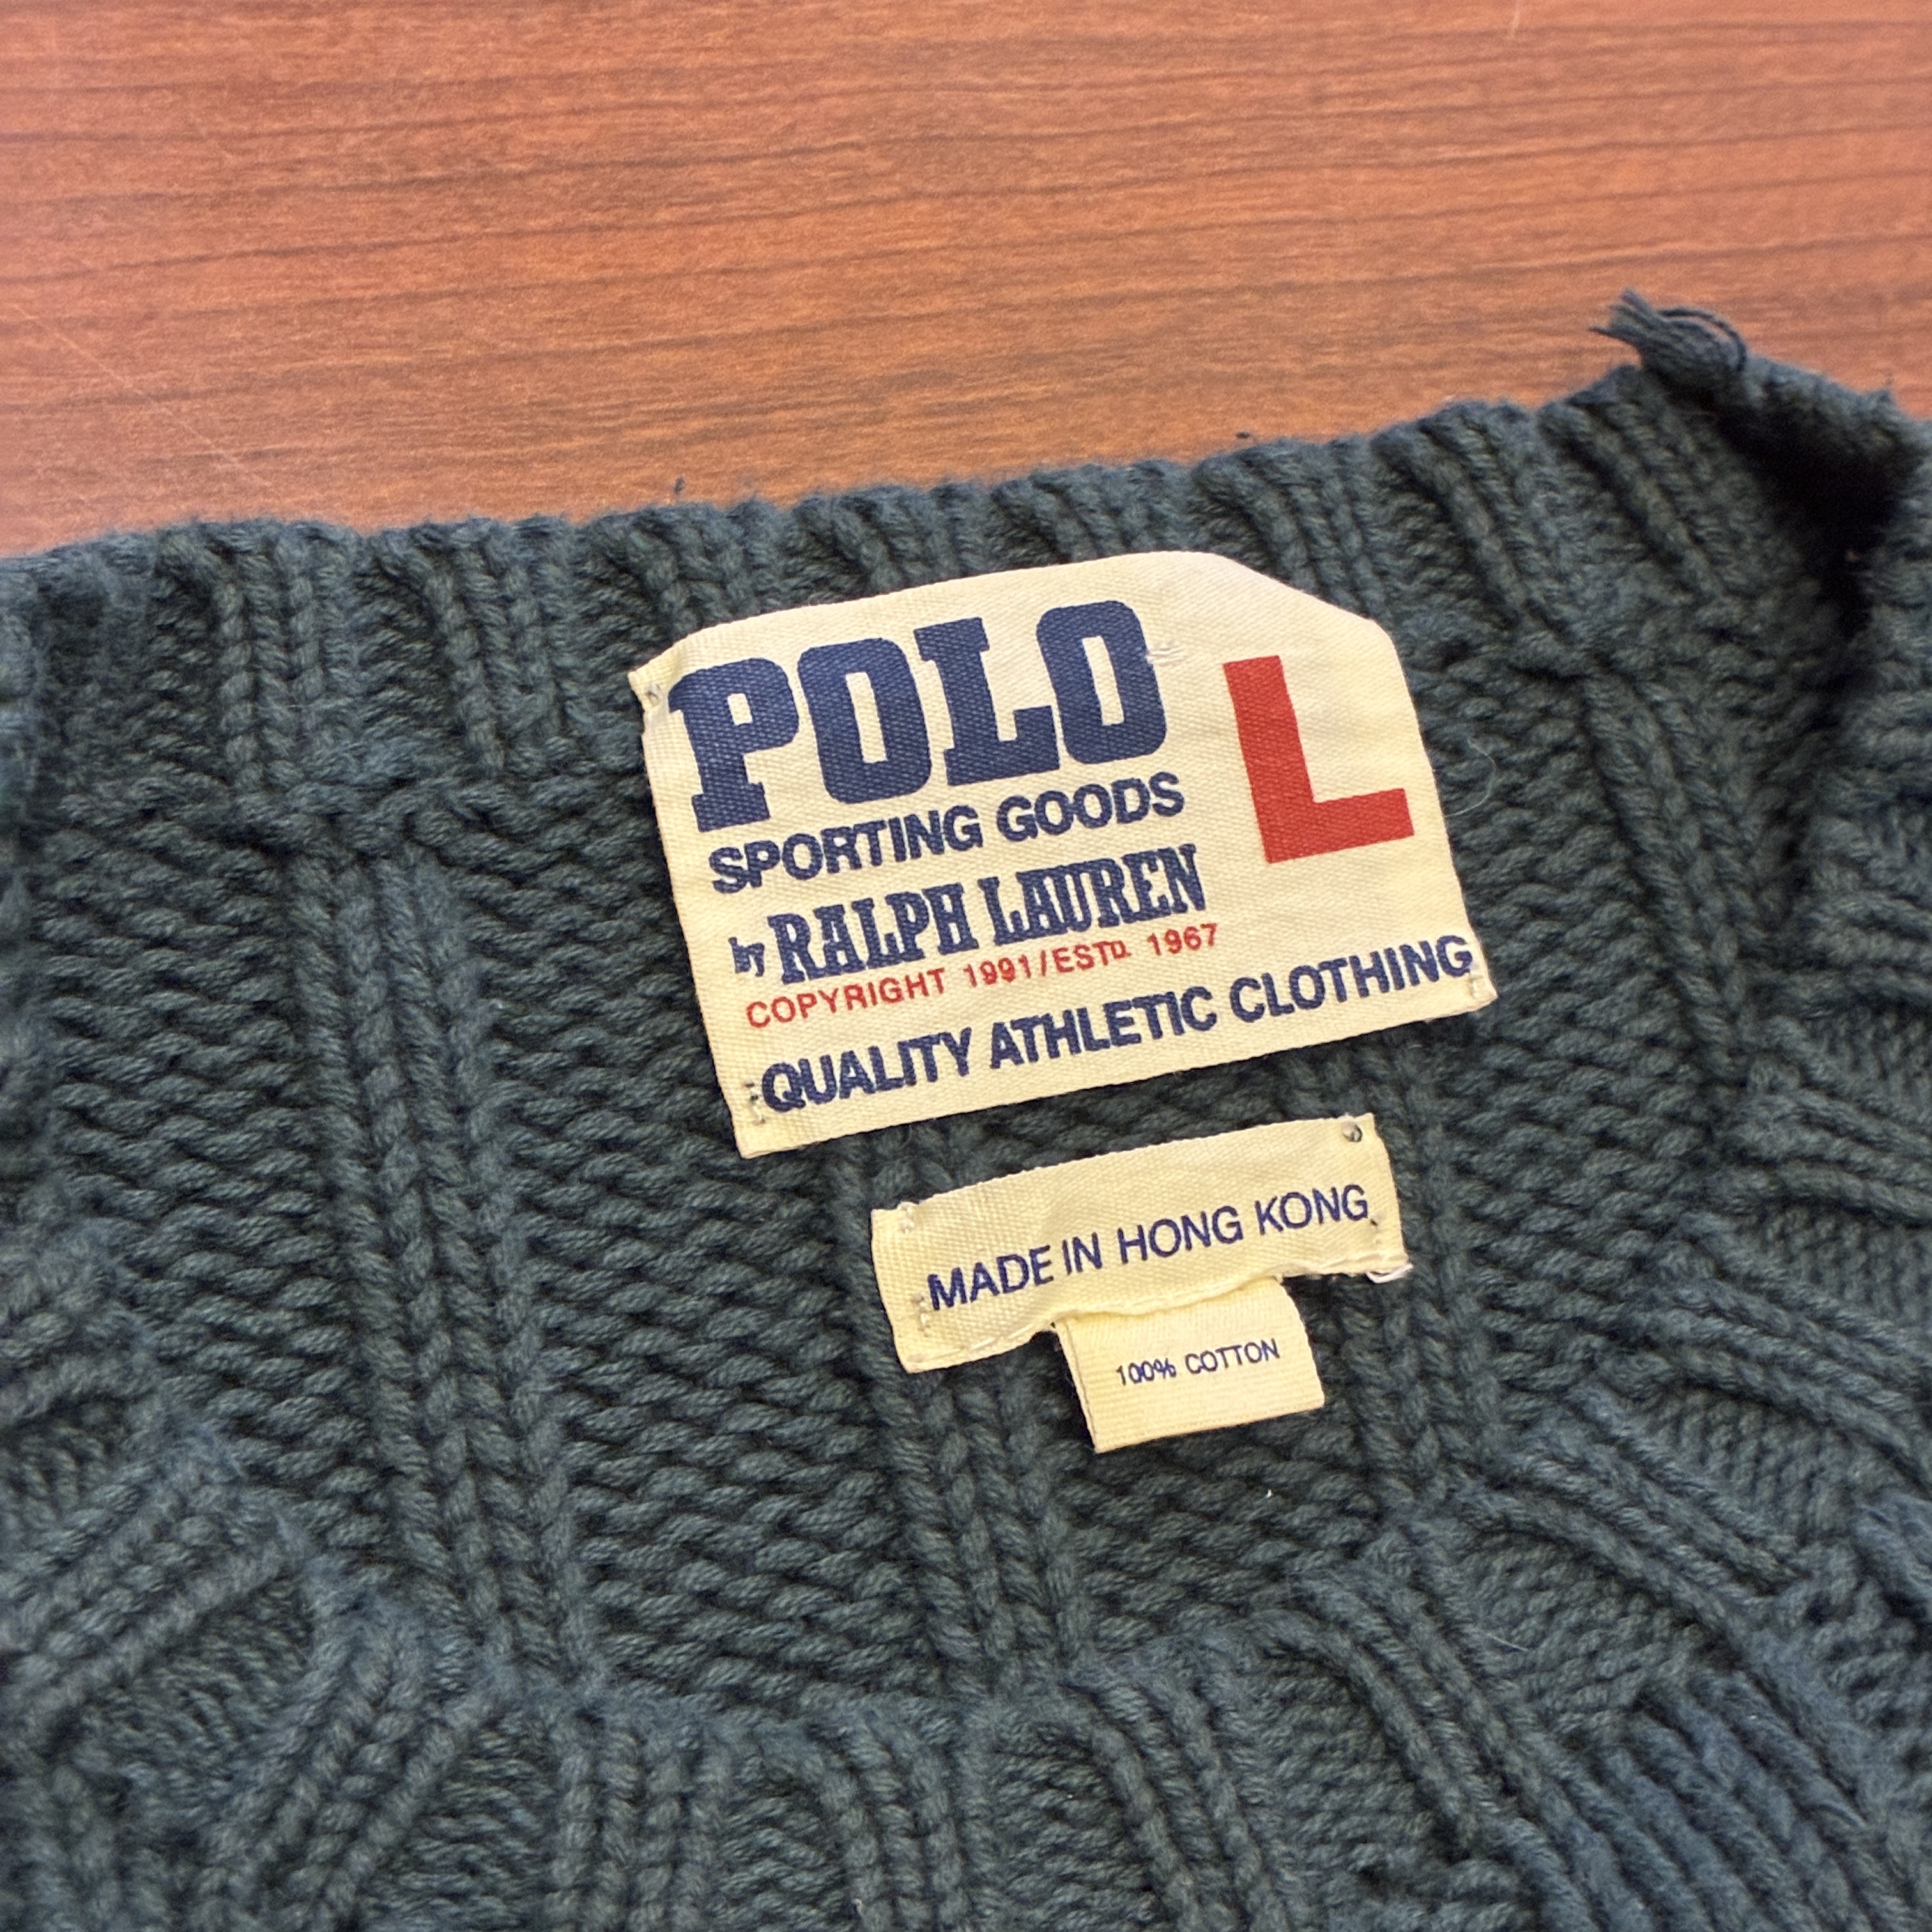 POLO
L
SPORTING GOODS
by RALPH LAUREN
COPYRIGHT 1991/ESTD. 1967
QUALITY ATHLETIC CLOTHING
MADE IN HONG KONG
100% COTTON